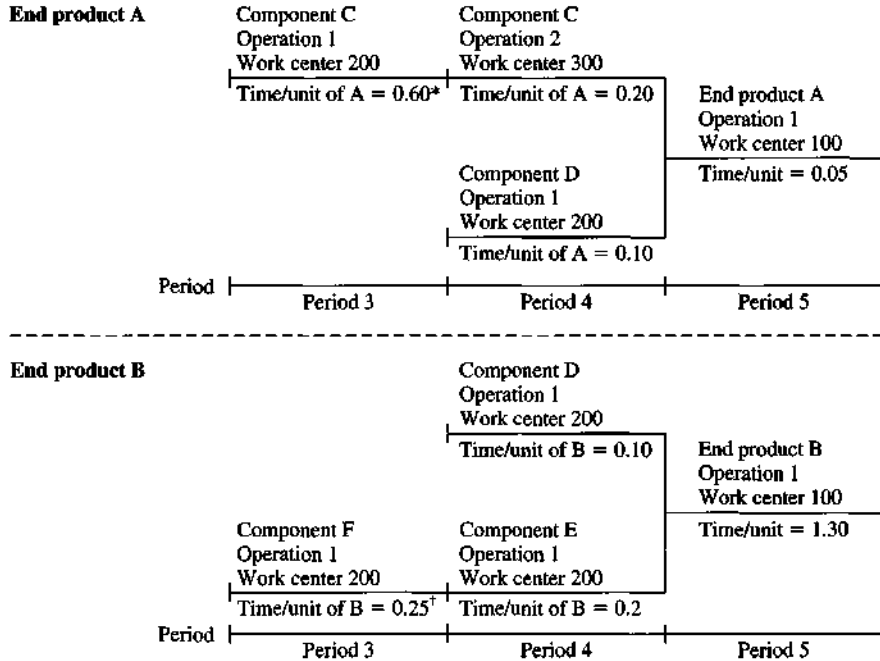 End product A
Component C
Operation 1
Work center 200
Time/unit of A = 0.60*
Component C
Operation 2
Work center 300
Time/unit of A = 0.20
End product A
Operation 1
Work center 100
Time/unit = 0.05
Component D
Operation 1
Work center 200
Time/unit of A = 0.10
Period
Period 3
Period 4
Period 5
End product B
Component D
Operation 1
Work center 200
Time/unit of B = 0.10
End product B
Operation 1
Work center 100
Time/unit = 1.30
Component F
Operation 1
Work center 200
Time/unit of B = 0.25†
Component E
Operation 1
Work center 200
Time/unit of B = 0.2
Period
Period 3
Period 4
Period 5